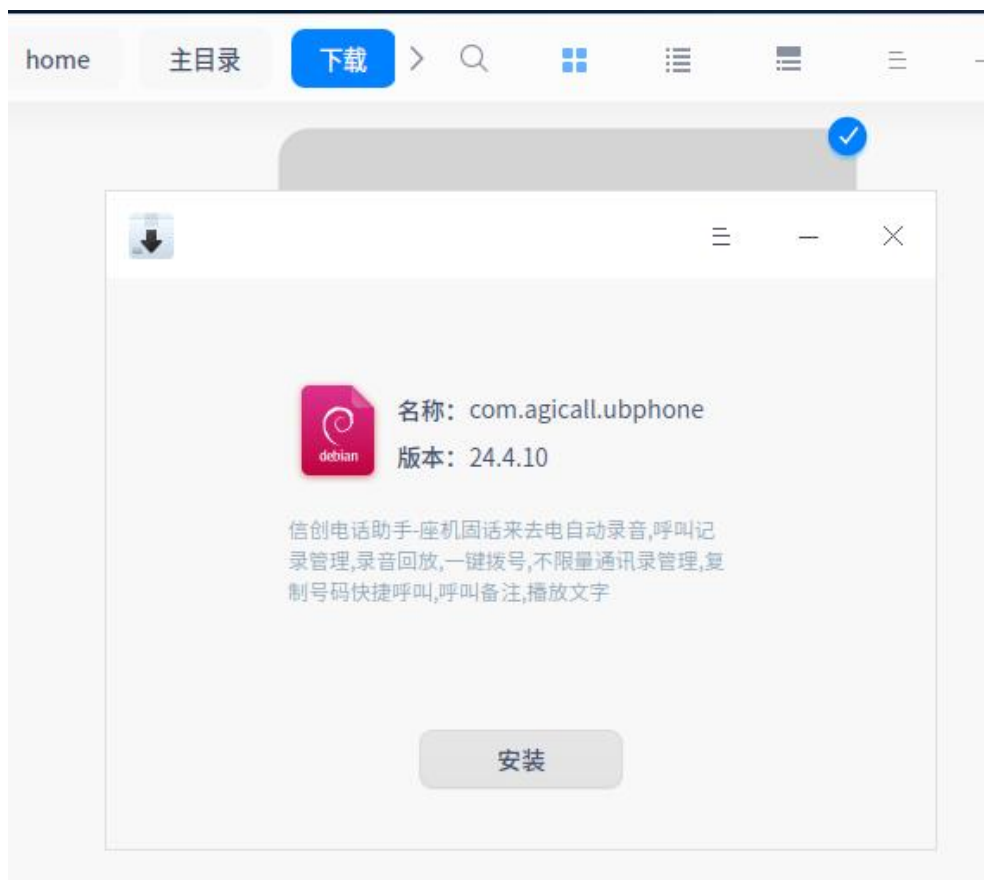 home 主目录 下载
名称：com.agicall.ubphone
debian
版本：24.4.10
信创电话助手-座机固话来去电自动录音,呼叫记
录管理,录音回放,一键拨号,不限量通讯录管理,复
制号码快捷呼叫,呼叫备注,播放文字
安装